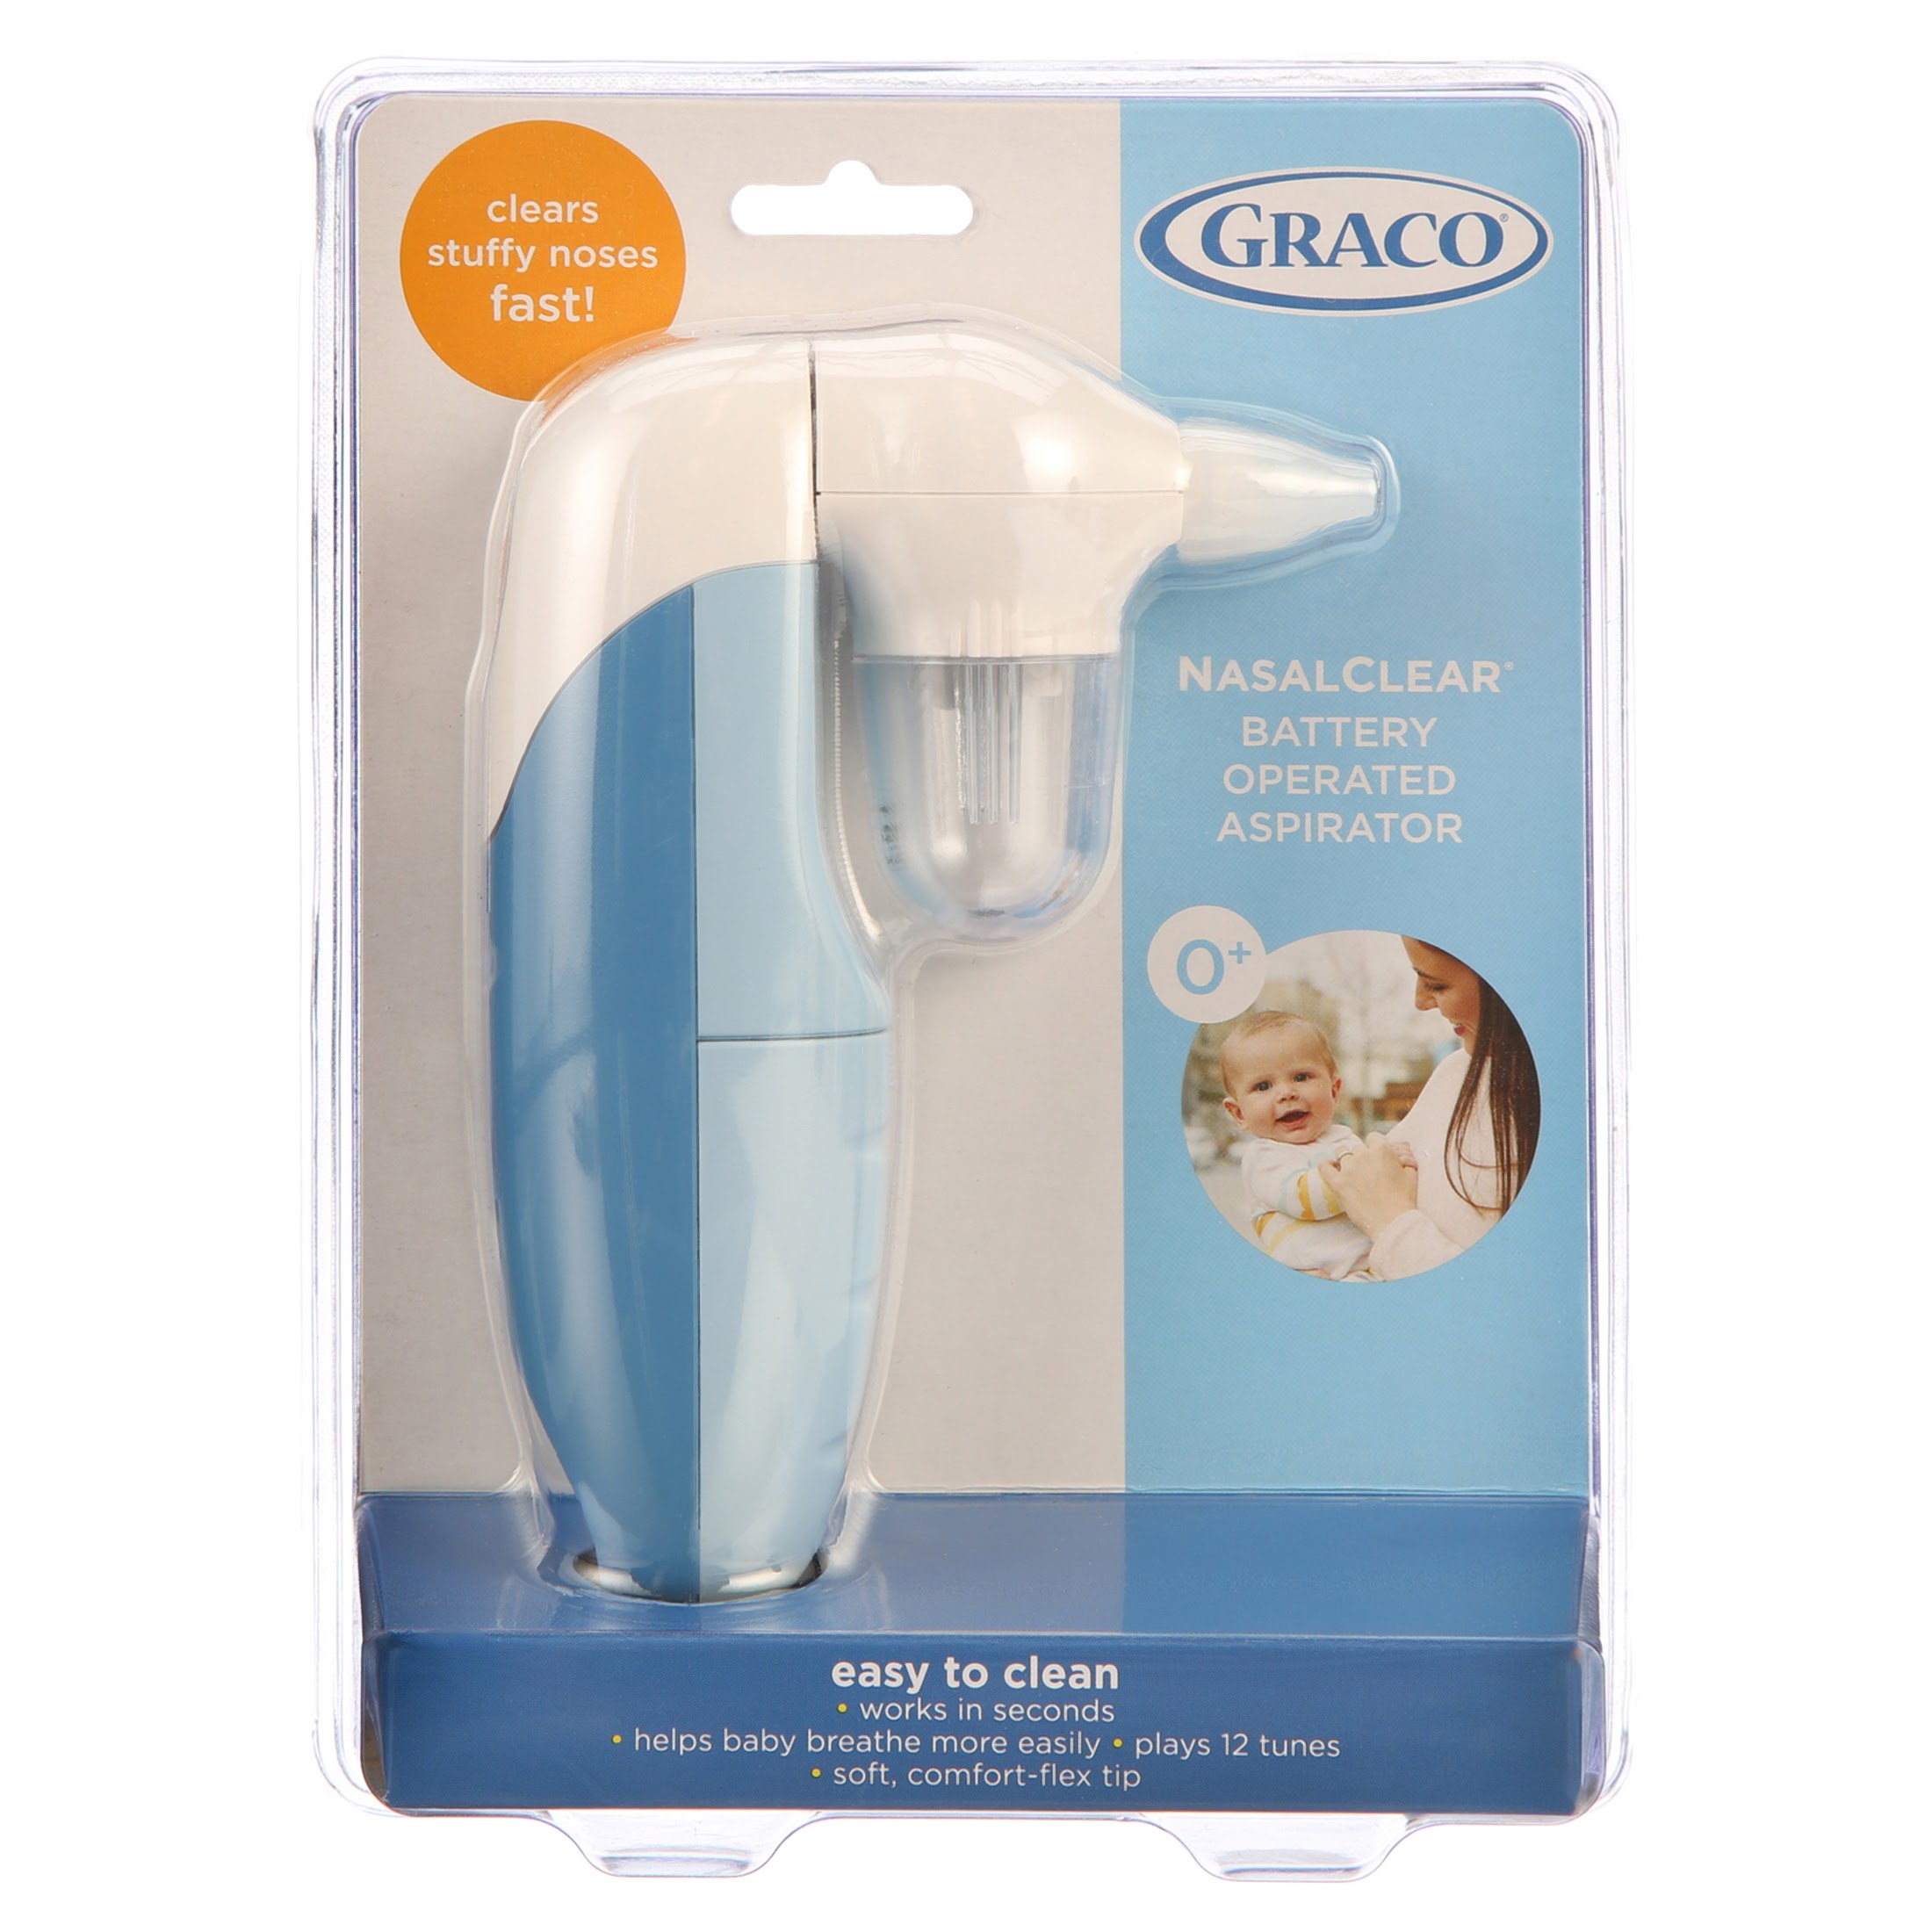 clears
stuffy noses
fast!
GRACO®
NASALCLEAR®
BATTERY
OPERATED
ASPIRATOR
0+
easy to clean
• works in seconds
• helps baby breathe more easily • plays 12 tunes
• soft, comfort-flex tip